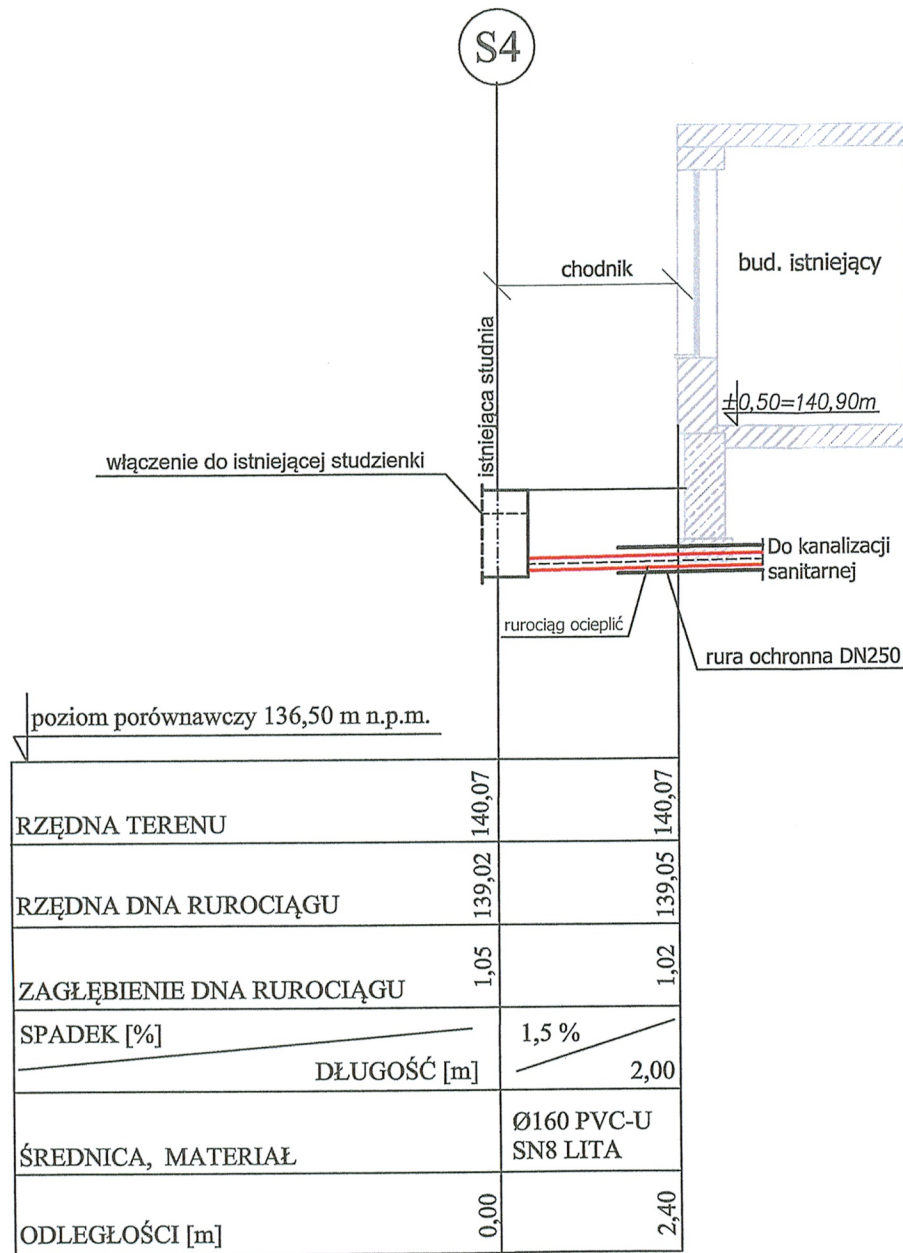 S4
chodnik
bud. istniejący
istniejąca studnia
±0,50=140,90m
włączenie do istniejącej studzienki
Do kanalizacji
sanitarnej
rurociąg ocieplić
rura ochronna DN250
poziom porównawczy 136,50 m n.p.m.
RZĘDNA TERENU 140,07 140,07
RZĘDNA DNA RUROCIĄGU 139,02 139,05
ZAGŁĘBIENIE DNA RUROCIĄGU 1,05 1,02
SPADEK [%] 1,5 %
DŁUGOŚĆ [m] 2,00
ŚREDNICA, MATERIAŁ Ø160 PVC-U
SN8 LITA
ODLEGŁOŚCI [m] 0,00 2,40